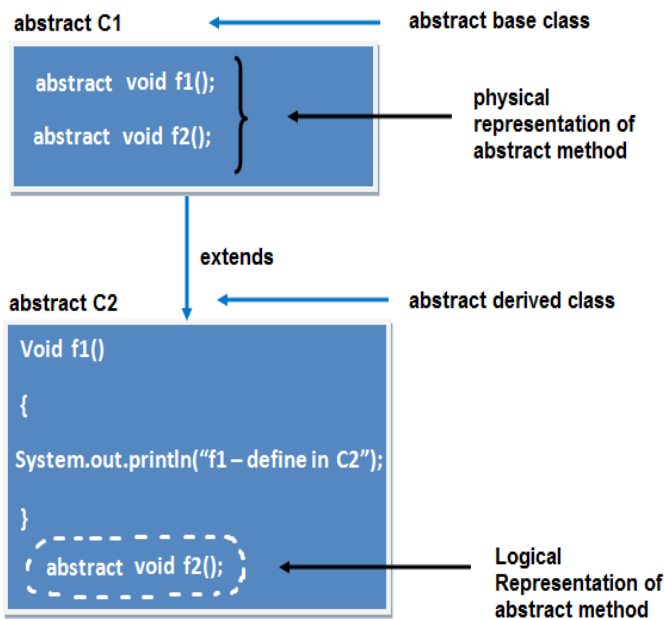 abstract C1
abstract base class
abstract void f1();
abstract void f2();
physical
representation of
abstract method
extends
abstract C2
abstract derived class
Void f1()
{
System.out.println(“f1 – define in C2”);
}
abstract void f2();
Logical
Representation of
abstract method